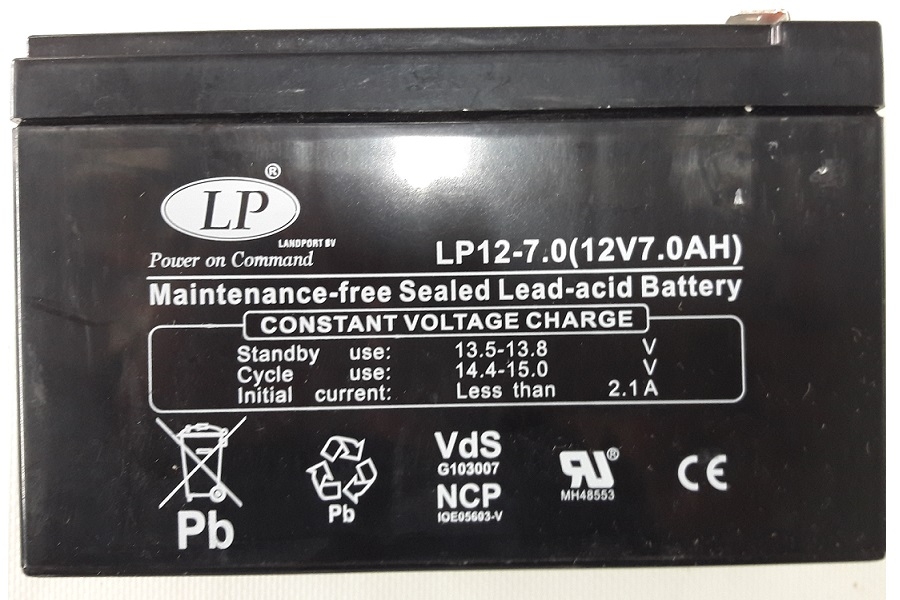 LP®
LANDPORT BV
Power on Command
LP12-7.0(12V7.0AH)
Maintenance-free Sealed Lead-acid Battery
CONSTANT VOLTAGE CHARGE
Standby use: 13.5-13.8 V
Cycle use: 14.4-15.0 V
Initial current: Less than 2.1A
Pb
Pb
VdS
G103007
NCP
IOE05603-V
RU®
MH48553
CE